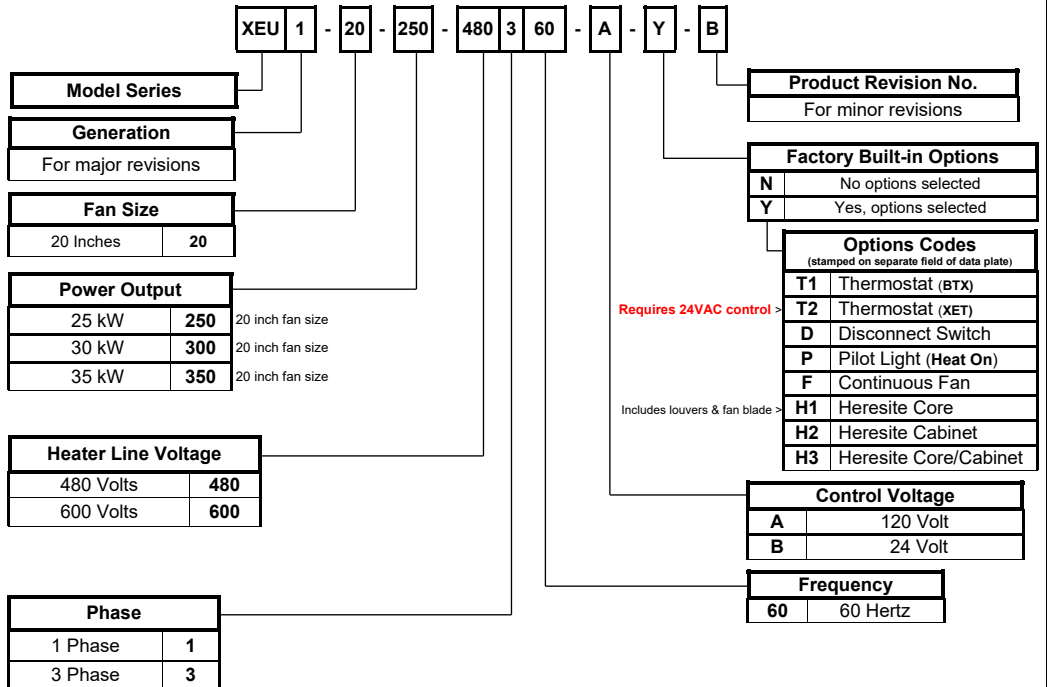 XEU 1 - 20 - 250 - 480 3 60 - A - Y - B
Model Series
Generation
For major revisions
Fan Size
20 Inches 20
Power Output
25 kW 250 20 inch fan size
30 kW 300 20 inch fan size
35 kW 350 20 inch fan size
Heater Line Voltage
480 Volts 480
600 Volts 600
Phase
1 Phase 1
3 Phase 3
Product Revision No.
For minor revisions
Factory Built-in Options
N No options selected
Y Yes, options selected
Options Codes
(stamped on separate field of data plate)
T1 Thermostat (BTX)
Requires 24VAC control > T2 Thermostat (XET)
D Disconnect Switch
P Pilot Light (Heat On)
F Continuous Fan
Includes louvers & fan blade > H1 Heresite Core
H2 Heresite Cabinet
H3 Heresite Core/Cabinet
Control Voltage
A 120 Volt
B 24 Volt
Frequency
60 60 Hertz